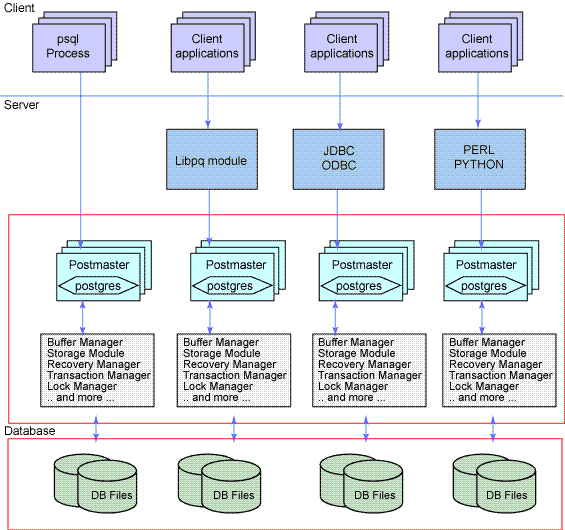 Client
psql
Process
Client
applications
Client
applications
Client
applications
Server
Libpq module
JDBC
ODBC
PERL
PYTHON
Postmaster
postgres
Postmaster
postgres
Postmaster
postgres
Postmaster
postgres
Buffer Manager
Storage Module
Recovery Manager
Transaction Manager
Lock Manager
.. and more ...
Buffer Manager
Storage Module
Recovery Manager
Transaction Manager
Lock Manager
.. and more ...
Buffer Manager
Storage Module
Recovery Manager
Transaction Manager
Lock Manager
.. and more ...
Buffer Manager
Storage Module
Recovery Manager
Transaction Manager
Lock Manager
.. and more ...
Database
DB Files
DB Files
DB Files
DB Files